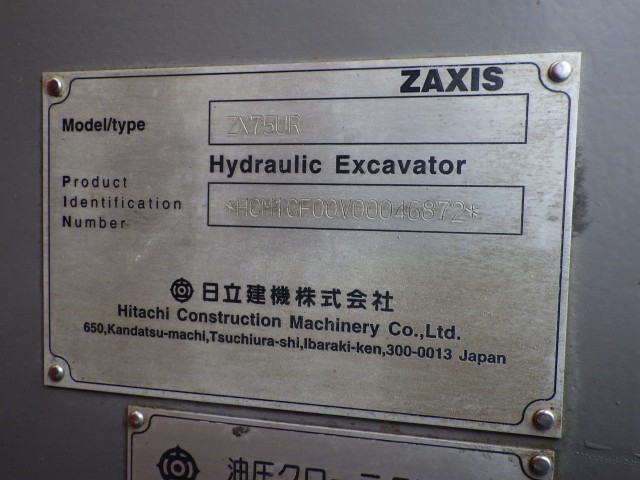 ZAXIS
Model/type ZX75UR
Hydraulic Excavator
Product
Identification
Number
*HCM1CF00V00046872*
日立建機株式会社
Hitachi Construction Machinery Co.,Ltd.
650,Kandatsu-machi,Tsuchiura-shi,Ibaraki-ken,300-0013 Japan